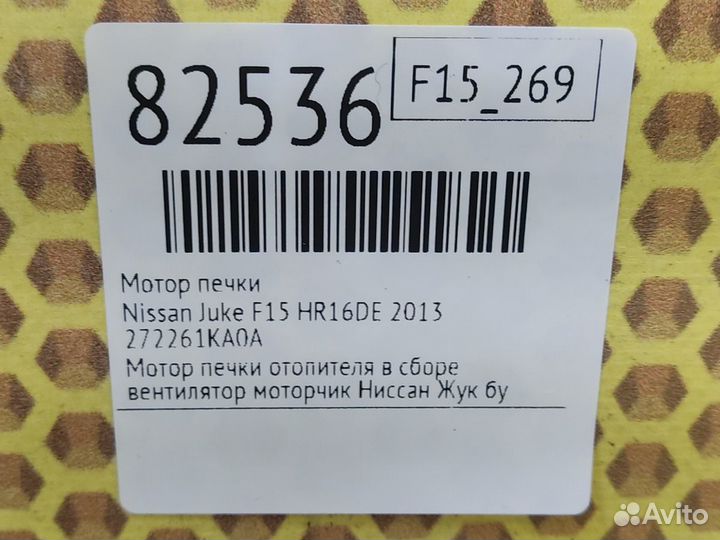 82536
F15_269
Мотор печки
Nissan Juke F15 HR16DE 2013
272261KA0A
Мотор печки отопителя в сборе
вентилятор моторчик Ниссан Жук бу
Avito